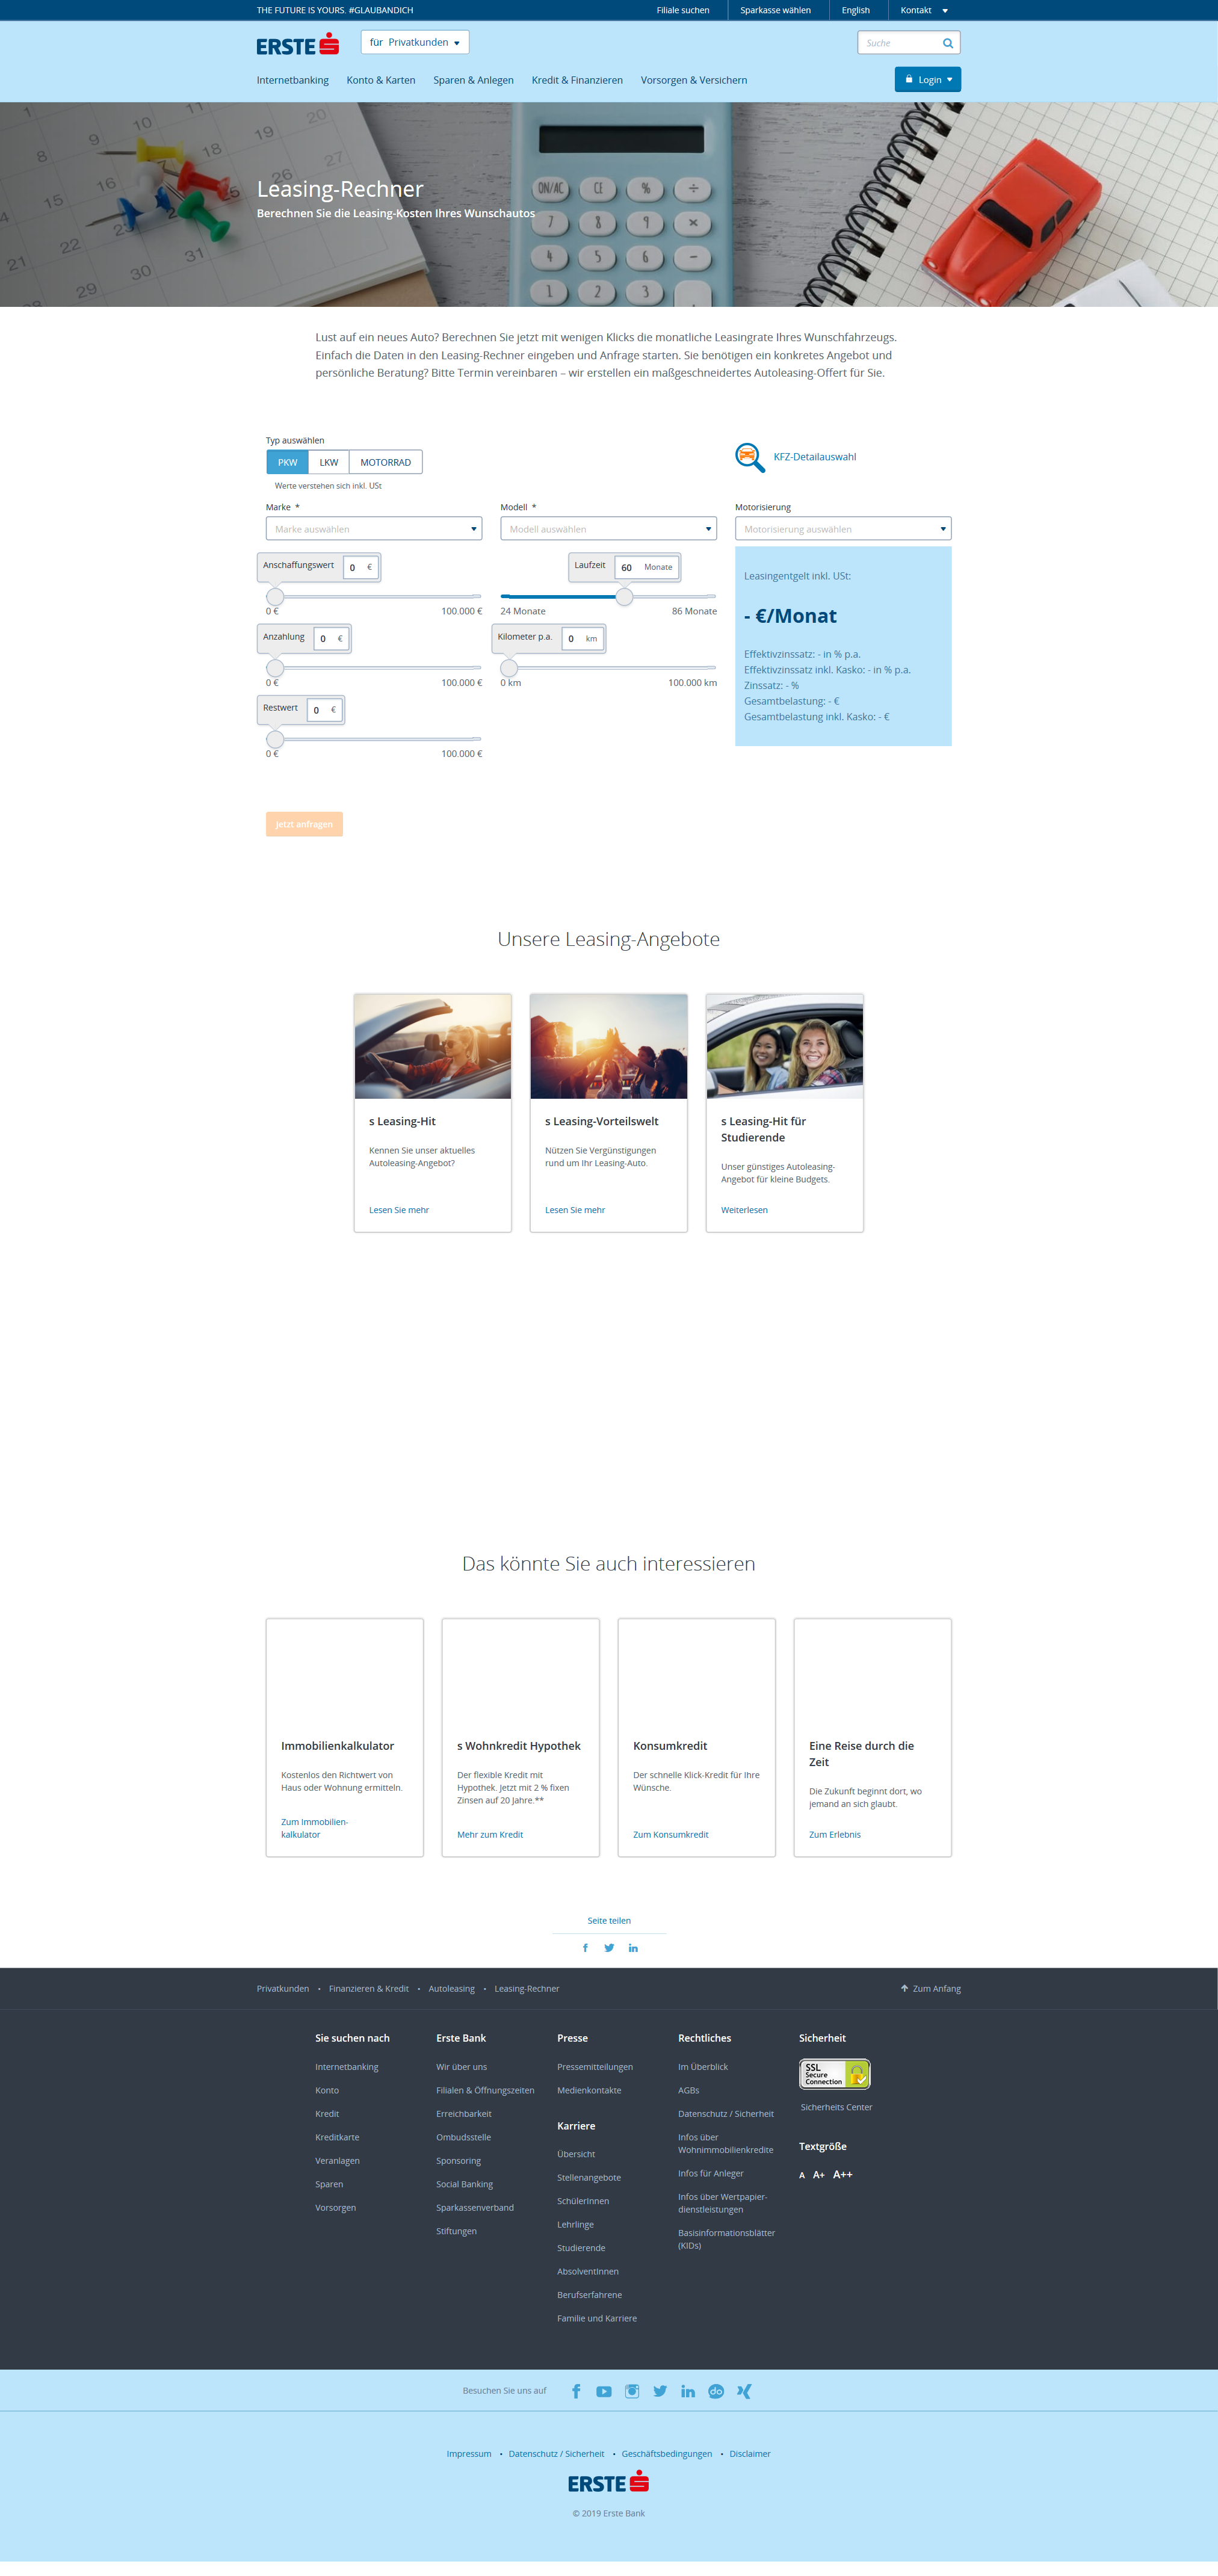 THE FUTURE IS YOURS. #GLAUBANDICH
Filiale suchen
Sparkasse wählen
English
Kontakt
ERSTE
für Privatkunden
Suche
Internetbanking
Konto & Karten
Sparen & Anlegen
Kredit & Finanzieren
Vorsorgen & Versichern
Login
Leasing-Rechner
Berechnen Sie die Leasing-Kosten Ihres Wunschautos
Lust auf ein neues Auto? Berechnen Sie jetzt mit wenigen Klicks die monatliche Leasingrate Ihres Wunschfahrzeugs.
Einfach die Daten in den Leasing-Rechner eingeben und Anfrage starten. Sie benötigen ein konkretes Angebot und
persönliche Beratung? Bitte Termin vereinbaren – wir erstellen ein maßgeschneidertes Autoleasing-Offert für Sie.
Typ auswählen
PKW
LKW
MOTORRAD
Werte verstehen sich inkl. USt
KFZ-Detailauswahl
Marke *
Marke auswählen
Modell *
Modell auswählen
Motorisierung
Motorisierung auswählen
Anschaffungswert 0 €
0 €
100.000 €
Laufzeit 60 Monate
24 Monate
86 Monate
Anzahlung 0 €
0 €
100.000 €
Kilometer p.a. 0 km
0 km
100.000 km
Restwert 0 €
0 €
100.000 €
Leasingentgelt inkl. USt:
- €/Monat
Effektivzinssatz: - in % p.a.
Effektivzinssatz inkl. Kasko: - in % p.a.
Zinssatz: - %
Gesamtbelastung: - €
Gesamtbelastung inkl. Kasko: - €
Jetzt anfragen
Unsere Leasing-Angebote
s Leasing-Hit
Kennen Sie unser aktuelles
Autoleasing-Angebot?
Lesen Sie mehr
s Leasing-Vorteilswelt
Nützen Sie Vergünstigungen
rund um Ihr Leasing-Auto.
Lesen Sie mehr
s Leasing-Hit für
Studierende
Unser günstiges Autoleasing-
Angebot für kleine Budgets.
Weiterlesen
Das könnte Sie auch interessieren
Immobilienkalkulator
Kostenlos den Richtwert von
Haus oder Wohnung ermitteln.
Zum Immobilien-
kalkulator
s Wohnkredit Hypothek
Der flexible Kredit mit
Hypothek. Jetzt mit 2 % fixen
Zinsen auf 20 Jahre.**
Mehr zum Kredit
Konsumkredit
Der schnelle Klick-Kredit für Ihre
Wünsche.
Zum Konsumkredit
Eine Reise durch die
Zeit
Die Zukunft beginnt dort, wo
jemand an sich glaubt.
Zum Erlebnis
Seite teilen
Privatkunden • Finanzieren & Kredit • Autoleasing • Leasing-Rechner
Zum Anfang
Sie suchen nach
Internetbanking
Konto
Kredit
Kreditkarte
Veranlagen
Sparen
Vorsorgen
Erste Bank
Wir über uns
Filialen & Öffnungszeiten
Erreichbarkeit
Ombudsstelle
Sponsoring
Social Banking
Sparkassenverband
Stiftungen
Presse
Pressemitteilungen
Medienkontakte
Karriere
Übersicht
Stellenangebote
SchülerInnen
Lehrlinge
Studierende
AbsolventInnen
Berufserfahrene
Familie und Karriere
Rechtliches
Im Überblick
AGBs
Datenschutz / Sicherheit
Infos über
Wohnimmobilienkredite
Infos für Anleger
Infos über Wertpapier-
dienstleistungen
Basisinformationsblätter
(KIDs)
Sicherheit
SSL
Secure
Connection
Sicherheits Center
Textgröße
A A+ A++
Besuchen Sie uns auf
Impressum • Datenschutz / Sicherheit • Geschäftsbedingungen • Disclaimer
ERSTE
© 2019 Erste Bank